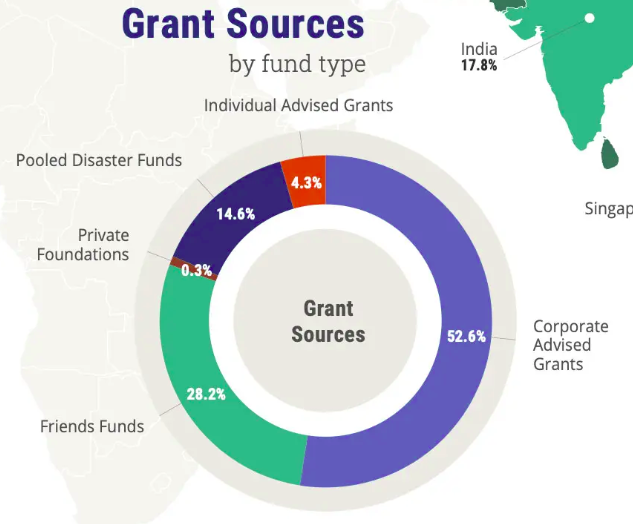 Grant Sources
by fund type
India
17.8%
Individual Advised Grants
Pooled Disaster Funds
4.3%
14.6%
Private
Foundations
0.3%
Grant
Sources
52.6%
Corporate
Advised
Grants
28.2%
Friends Funds